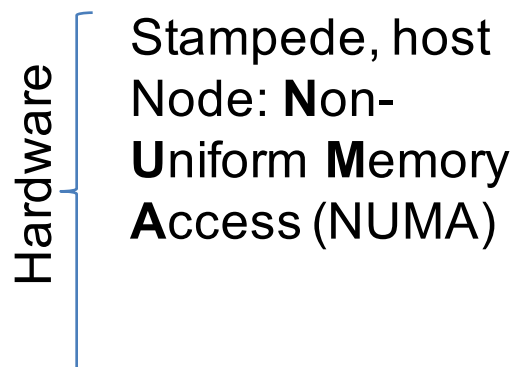 Hardware
Stampede, host
Node: Non-
Uniform Memory
Access (NUMA)